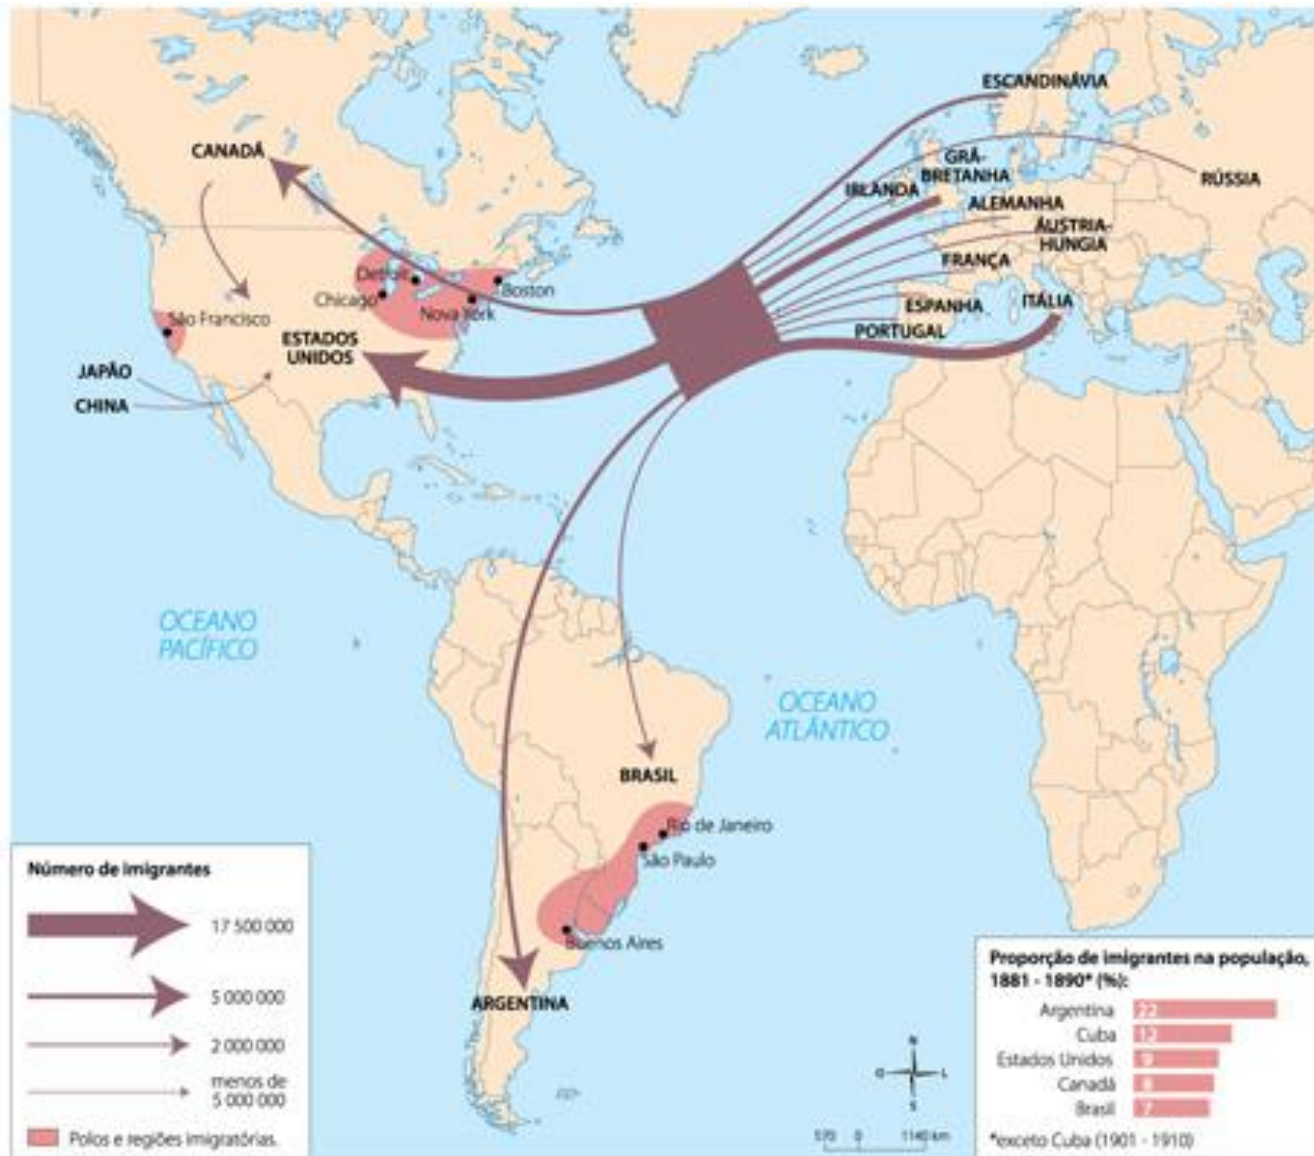 ESCANDINÁVIA
CANADÁ
GRÃ-
BRETANHA
IRLANDA
RÚSSIA
ALEMANHA
ÁUSTRIA-
HUNGIA
FRANÇA
Detroit
Chicago
Boston
Nova York
ESPANHA
ITÁLIA
PORTUGAL
São Francisco
ESTADOS
UNIDOS
JAPÃO
CHINA
OCEANO
PACÍFICO
OCEANO
ATLÂNTICO
BRASIL
Rio de Janeiro
São Paulo
Buenos Aires
ARGENTINA
Número de imigrantes
17 500 000
5 000 000
2 000 000
menos de
5 000 000
Polos e regiões imigratórias.
N
O L
S
570 0 1140 km
Proporção de imigrantes na população,
1881 - 1890* (%):
Argentina 22
Cuba 12
Estados Unidos 9
Canadá 8
Brasil 7
*exceto Cuba (1901 - 1910)